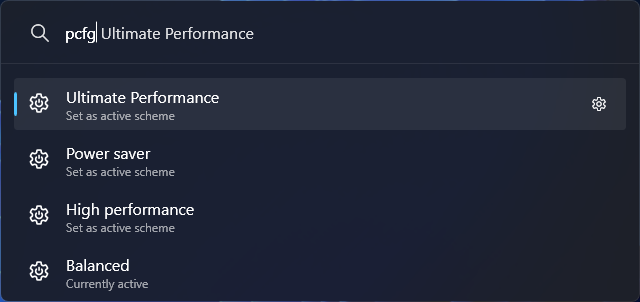 pcfg Ultimate Performance
Ultimate Performance
Set as active scheme
Power saver
Set as active scheme
High performance
Set as active scheme
Balanced
Currently active